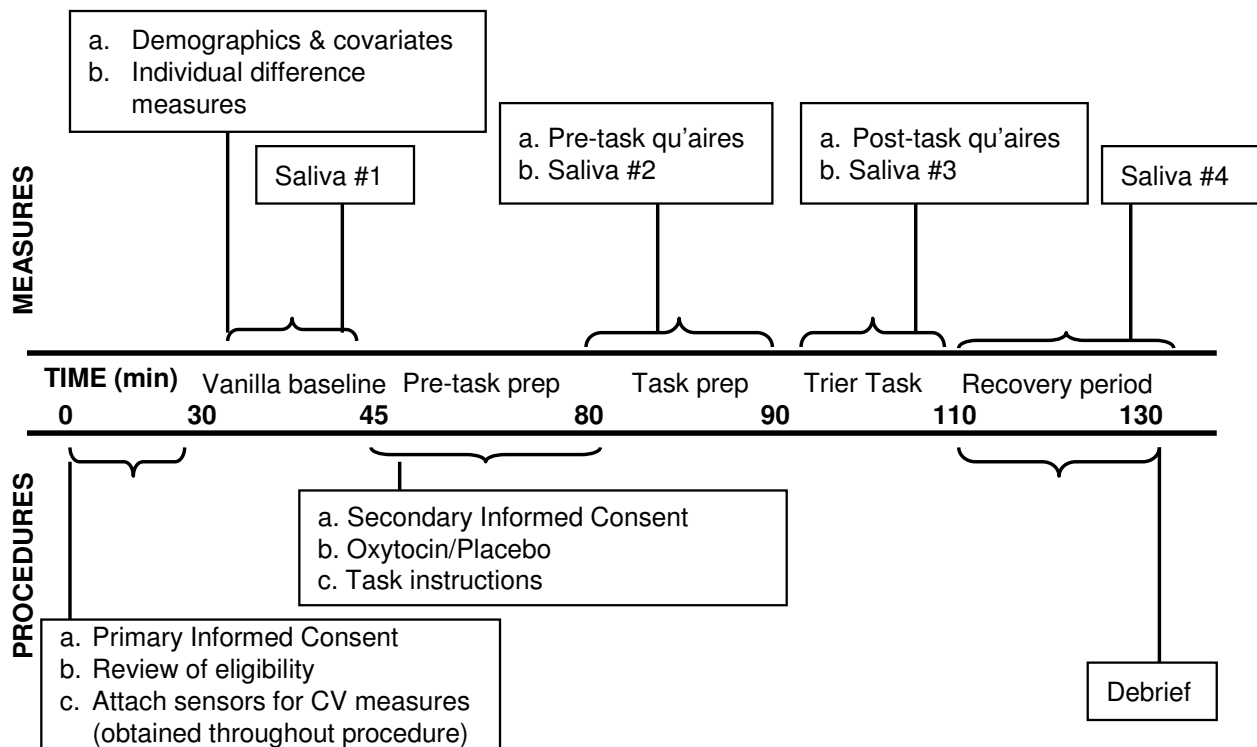 a. Demographics & covariates
b. Individual difference
measures
Saliva #1
a. Pre-task qu’aires
b. Saliva #2
a. Post-task qu’aires
b. Saliva #3
Saliva #4
MEASURES
TIME (min)
Vanilla baseline
Pre-task prep
Task prep
Trier Task
Recovery period
0
30
45
80
90
110
130
PROCEDURES
a. Secondary Informed Consent
b. Oxytocin/Placebo
c. Task instructions
a. Primary Informed Consent
b. Review of eligibility
c. Attach sensors for CV measures
(obtained throughout procedure)
Debrief